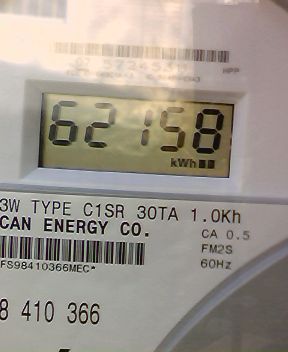 62158
kWh
3W TYPE C1SR 30TA 1.0Kh
CAN ENERGY CO.
CA 0.5
FM2S
FS98410366MEC*
60Hz
8 410 366